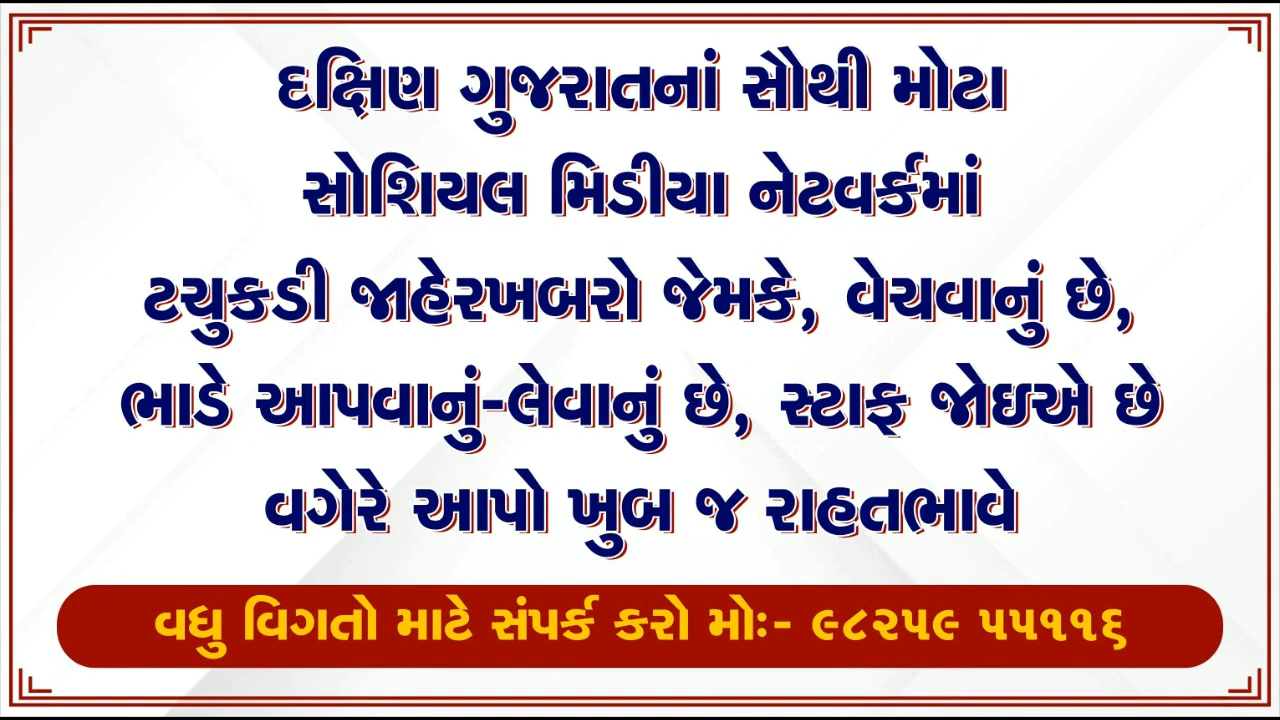 દક્ષિણ ગુજરાતનાં સૌથી મોટા
સોશિયલ મિડીયા નેટવર્કમાં
ટચુકડી જાહેરખબરો જેમકે, વેચવાનું છે,
ભાડે આપવાનું-લેવાનું છે, સ્ટાફ જોઇએ છે
વગેરે આપો ખુબ જ રાહતભાવે
વધુ વિગતો માટે સંપર્ક કરો મોઃ- ૯૮૨૫૯ ૫૫૧૧૬